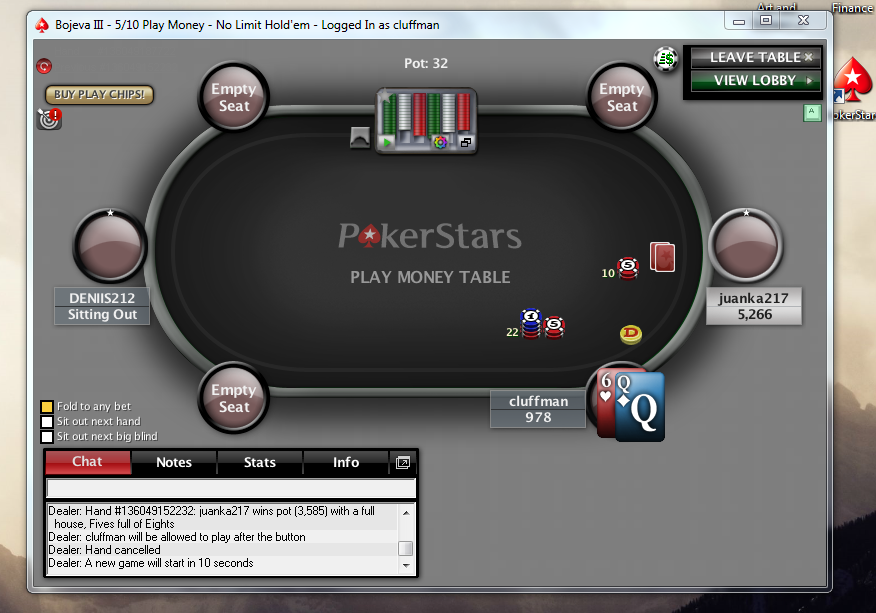 Bojeva III - 5/10 Play Money - No Limit Hold'em - Logged In as cluffman
Art and
Finance
Pot: 32
LEAVE TABLE
VIEW LOBBY
BUY PLAY CHIPS!
Empty
Seat
Empty
Seat
A
PokerStars
PLAY MONEY TABLE
DENIIS212
Sitting Out
10
5
juanka217
5,266
22
1
5
D
Empty
Seat
cluffman
978
6
Q
Q
Fold to any bet
Sit out next hand
Sit out next big blind
Chat
Notes
Stats
Info
Dealer: Hand #136049152232: juanka217 wins pot (3,585) with a full
house, Fives full of Eights
Dealer: cluffman will be allowed to play after the button
Dealer: Hand cancelled
Dealer: A new game will start in 10 seconds